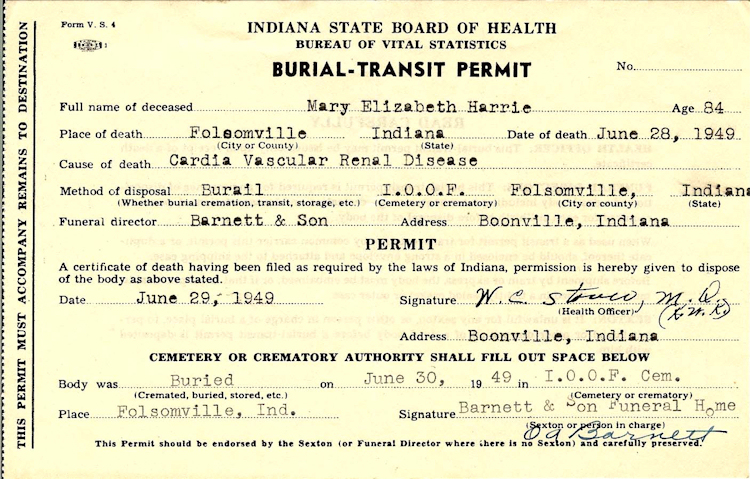 Form V. S. 4
INDIANA STATE BOARD OF HEALTH
BUREAU OF VITAL STATISTICS
BURIAL-TRANSIT PERMIT
No.
Full name of deceased Mary Elizabeth Harrie Age 84
Place of death Folsomville Indiana Date of death June 28, 1949
(City or County) (State)
Cause of death Cardia Vascular Renal Disease
Method of disposal Burail I.O.O.F. Folsomville, Indiana
(Whether burial cremation, transit, storage, etc.) (Cemetery or crematory) (City or county) (State)
Funeral director Barnett & Son Address Boonville, Indiana
PERMIT
A certificate of death having been filed as required by the laws of Indiana, permission is hereby given to dispose
of the body as above stated.
Date June 29, 1949 Signature W. C. M. D.
(Health Officer)
Address Boonville, Indiana
CEMETERY OR CREMATORY AUTHORITY SHALL FILL OUT SPACE BELOW
Body was Buried on June 30, 1949 in I.O.O.F. Cem.
(Cremated, buried, stored, etc.) (Cemetery or crematory)
Place Folsomville, Ind. Signature Barnett & Son Funeral Home
(Sexton or person in charge)
Barnett
This Permit should be endorsed by the Sexton (or Funeral Director where there is no Sexton) and carefully preserved.
THIS PERMIT MUST ACCOMPANY REMAINS TO DESTINATION